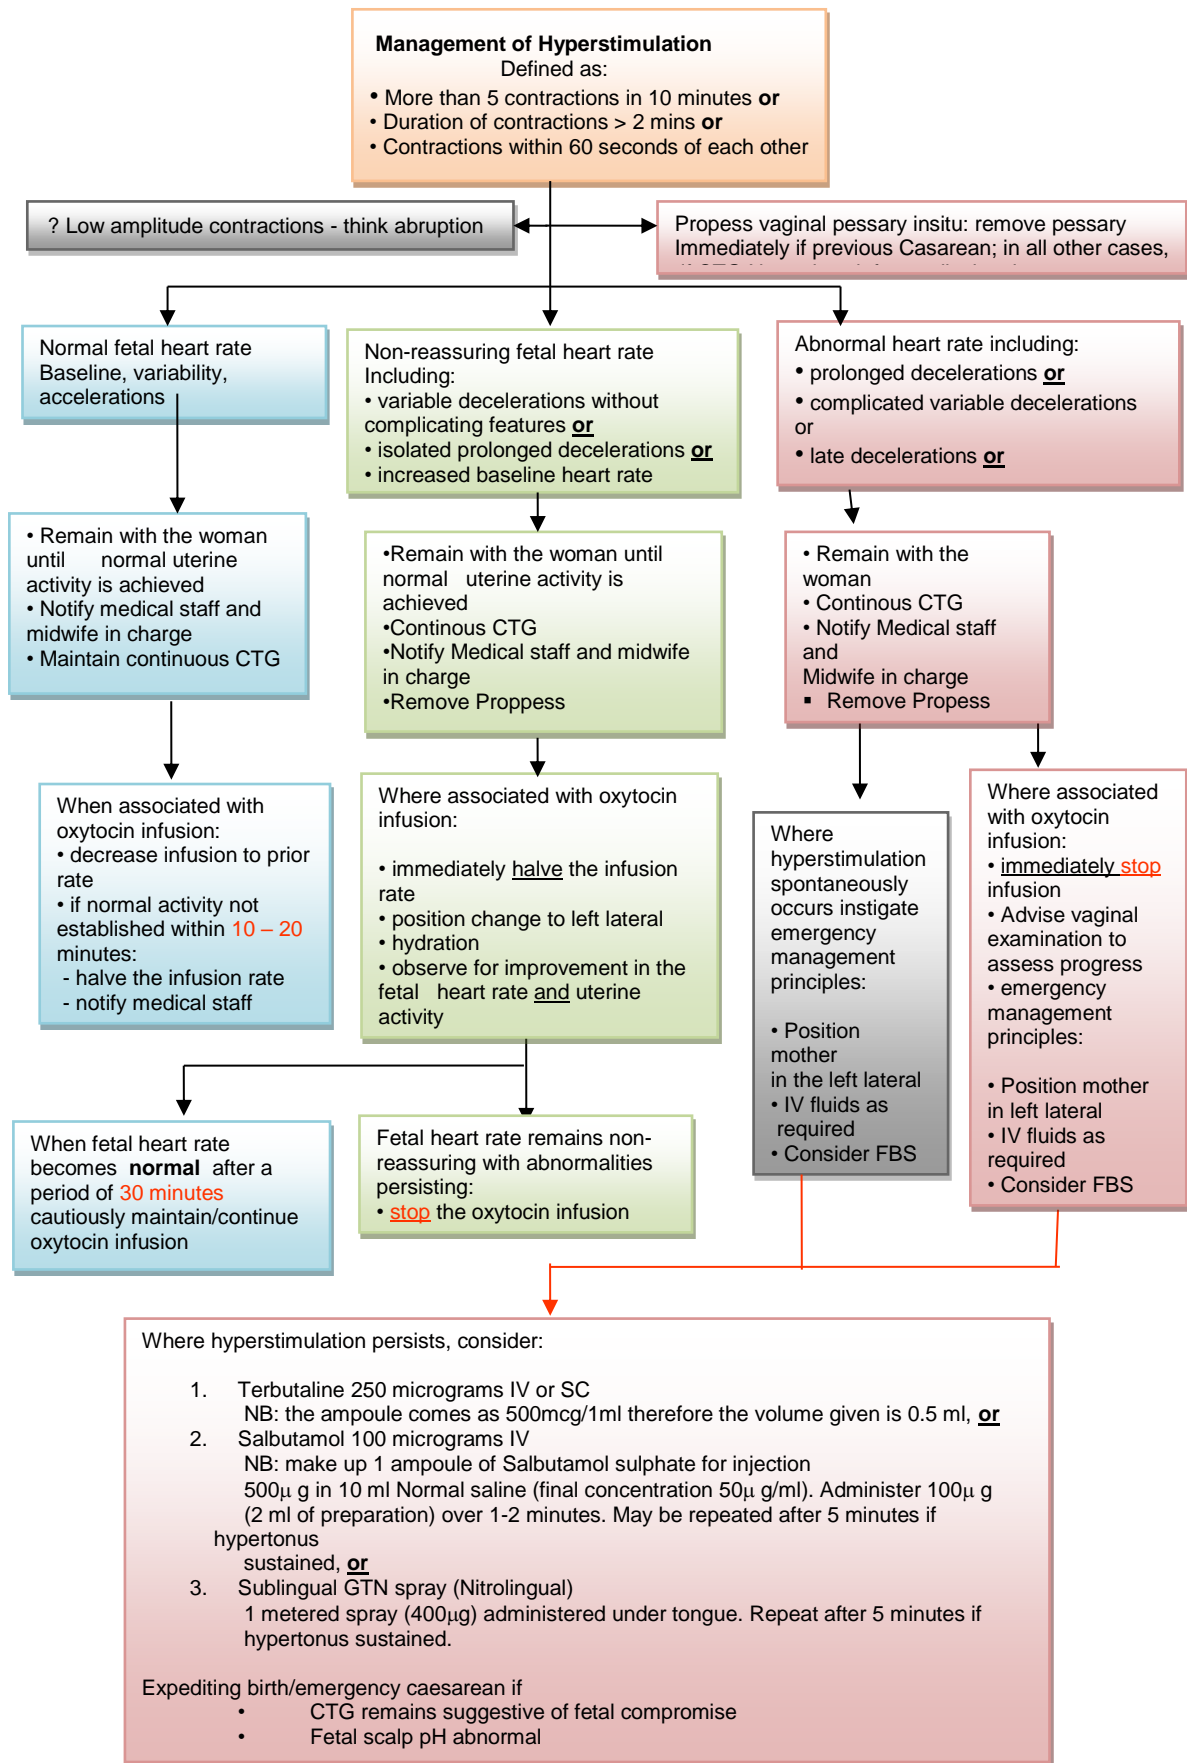 Management of Hyperstimulation
Defined as:
• More than 5 contractions in 10 minutes or
• Duration of contractions > 2 mins or
• Contractions within 60 seconds of each other
? Low amplitude contractions - think abruption
Propess vaginal pessary insitu: remove pessary
Immediately if previous Casarean; in all other cases,
Normal fetal heart rate
Baseline, variability,
accelerations
Non-reassuring fetal heart rate
Including:
• variable decelerations without
complicating features or
• isolated prolonged decelerations or
• increased baseline heart rate
Abnormal heart rate including:
• prolonged decelerations or
• complicated variable decelerations
or
• late decelerations or
• Remain with the woman
until normal uterine
activity is achieved
• Notify medical staff and
midwife in charge
• Maintain continuous CTG
•Remain with the woman until
normal uterine activity is
achieved
•Continous CTG
•Notify Medical staff and midwife
in charge
•Remove Proppess
• Remain with the
woman
• Continous CTG
• Notify Medical staff
and
Midwife in charge
▪ Remove Propess
When associated with
oxytocin infusion:
• decrease infusion to prior
rate
• if normal activity not
established within 10 – 20
minutes:
- halve the infusion rate
- notify medical staff
Where associated with oxytocin
infusion:
• immediately halve the infusion
rate
• position change to left lateral
• hydration
• observe for improvement in the
fetal heart rate and uterine
activity
Where
hyperstimulation
spontaneously
occurs instigate
emergency
management
principles:
• Position
mother
in the left lateral
• IV fluids as
required
• Consider FBS
Where associated
with oxytocin
infusion:
• immediately stop
infusion
• Advise vaginal
examination to
assess progress
• emergency
management
principles:
• Position mother
in left lateral
• IV fluids as
required
• Consider FBS
When fetal heart rate
becomes normal after a
period of 30 minutes
cautiously maintain/continue
oxytocin infusion
Fetal heart rate remains non-
reassuring with abnormalities
persisting:
• stop the oxytocin infusion
Where hyperstimulation persists, consider:
1. Terbutaline 250 micrograms IV or SC
NB: the ampoule comes as 500mcg/1ml therefore the volume given is 0.5 ml, or
2. Salbutamol 100 micrograms IV
NB: make up 1 ampoule of Salbutamol sulphate for injection
500μ g in 10 ml Normal saline (final concentration 50μ g/ml). Administer 100μ g
(2 ml of preparation) over 1-2 minutes. May be repeated after 5 minutes if
hypertonus
sustained, or
3. Sublingual GTN spray (Nitrolingual)
1 metered spray (400μg) administered under tongue. Repeat after 5 minutes if
hypertonus sustained.
Expediting birth/emergency caesarean if
• CTG remains suggestive of fetal compromise
• Fetal scalp pH abnormal